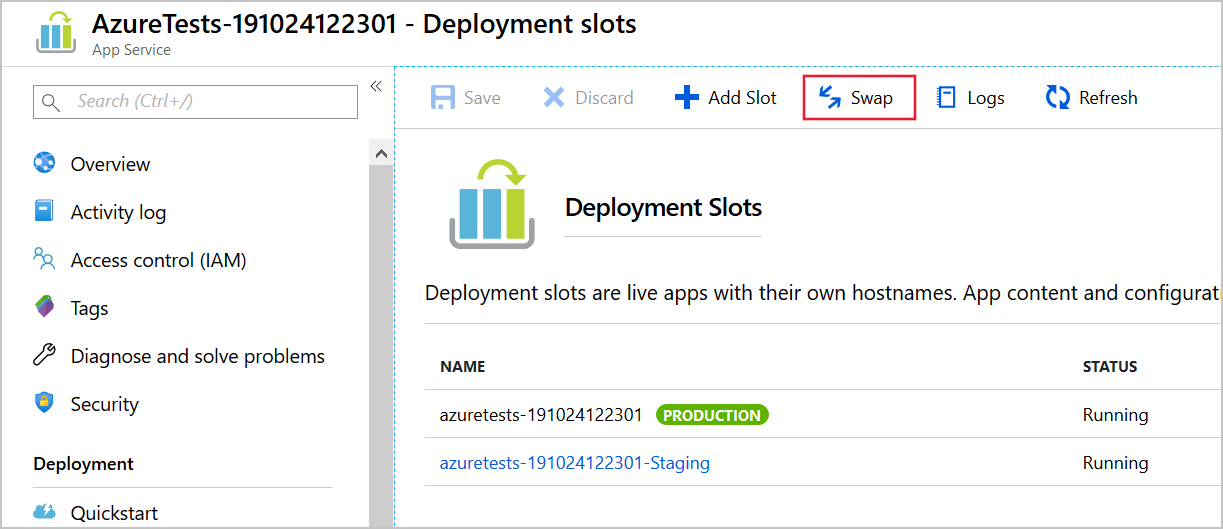 AzureTests-191024122301 - Deployment slots
App Service
Search (Ctrl+/)
Overview
Activity log
Access control (IAM)
Tags
Diagnose and solve problems
Security
Deployment
Quickstart
Save Discard Add Slot Swap Logs Refresh
Deployment Slots
Deployment slots are live apps with their own hostnames. App content and configurati
NAME STATUS
azuretests-191024122301 PRODUCTION Running
azuretests-191024122301-Staging Running